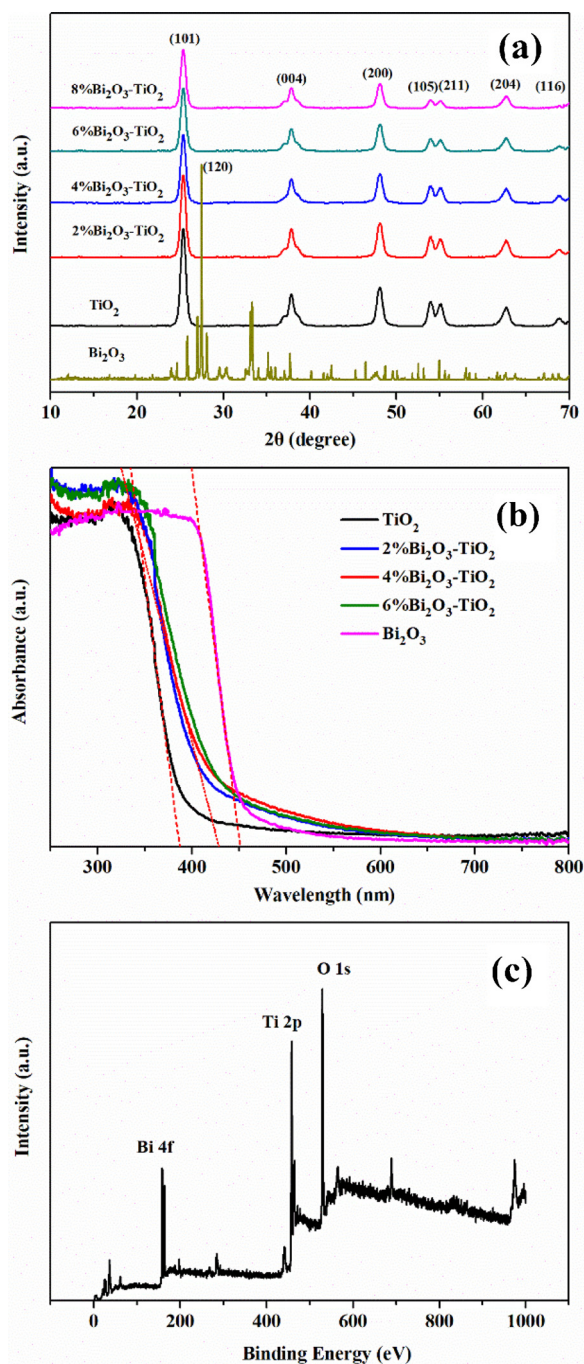 (a)
(101)
(004)
(200)
(105)
(211)
(204)
(116)
8%Bi₂O₃-TiO₂
6%Bi₂O₃-TiO₂
(120)
4%Bi₂O₃-TiO₂
2%Bi₂O₃-TiO₂
TiO₂
Bi₂O₃
Intensity (a.u.)
10 20 30 40 50 60 70
2θ (degree)
(b)
TiO₂
2%Bi₂O₃-TiO₂
4%Bi₂O₃-TiO₂
6%Bi₂O₃-TiO₂
Bi₂O₃
Absorbance (a.u.)
300 400 500 600 700 800
Wavelength (nm)
(c)
O 1s
Ti 2p
Bi 4f
Intensity (a.u.)
0 200 400 600 800 1000
Binding Energy (eV)